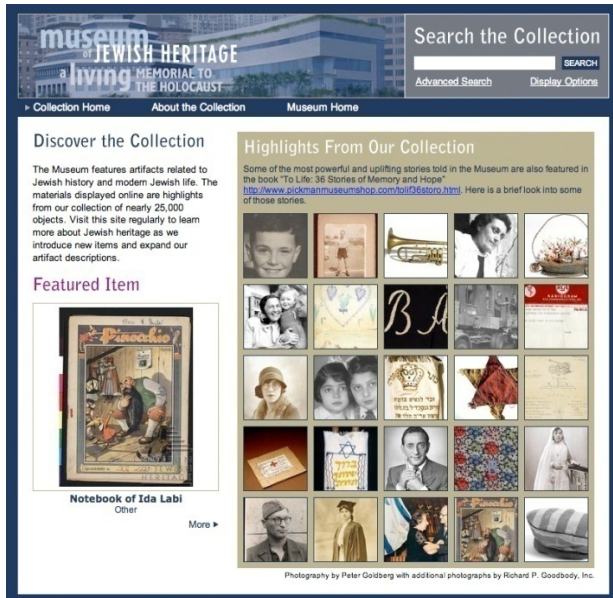 museum
of JEWISH HERITAGE
a living MEMORIAL TO
THE HOLOCAUST
Search the Collection
SEARCH
Advanced Search Display Options
Collection Home About the Collection Museum Home
Discover the Collection
The Museum features artifacts related to
Jewish history and modern Jewish life. The
materials displayed online are highlights
from our collection of nearly 25,000
objects. Visit this site regularly to learn
more about Jewish heritage as we
introduce new items and expand our
artifact descriptions.
Featured Item
Pinocchio
Notebook of Ida Labi
Other
More
Highlights From Our Collection
Some of the most powerful and uplifting stories told in the Museum are also featured in
the book "To Life: 36 Stories of Memory and Hope"
http://www.pickmanmuseumshop.com/tolif36storo.html. Here is a brief look into some
of those stories.
B A
RADIOGRAM
Photography by Peter Goldberg with additional photographs by Richard P. Goodbody, Inc.